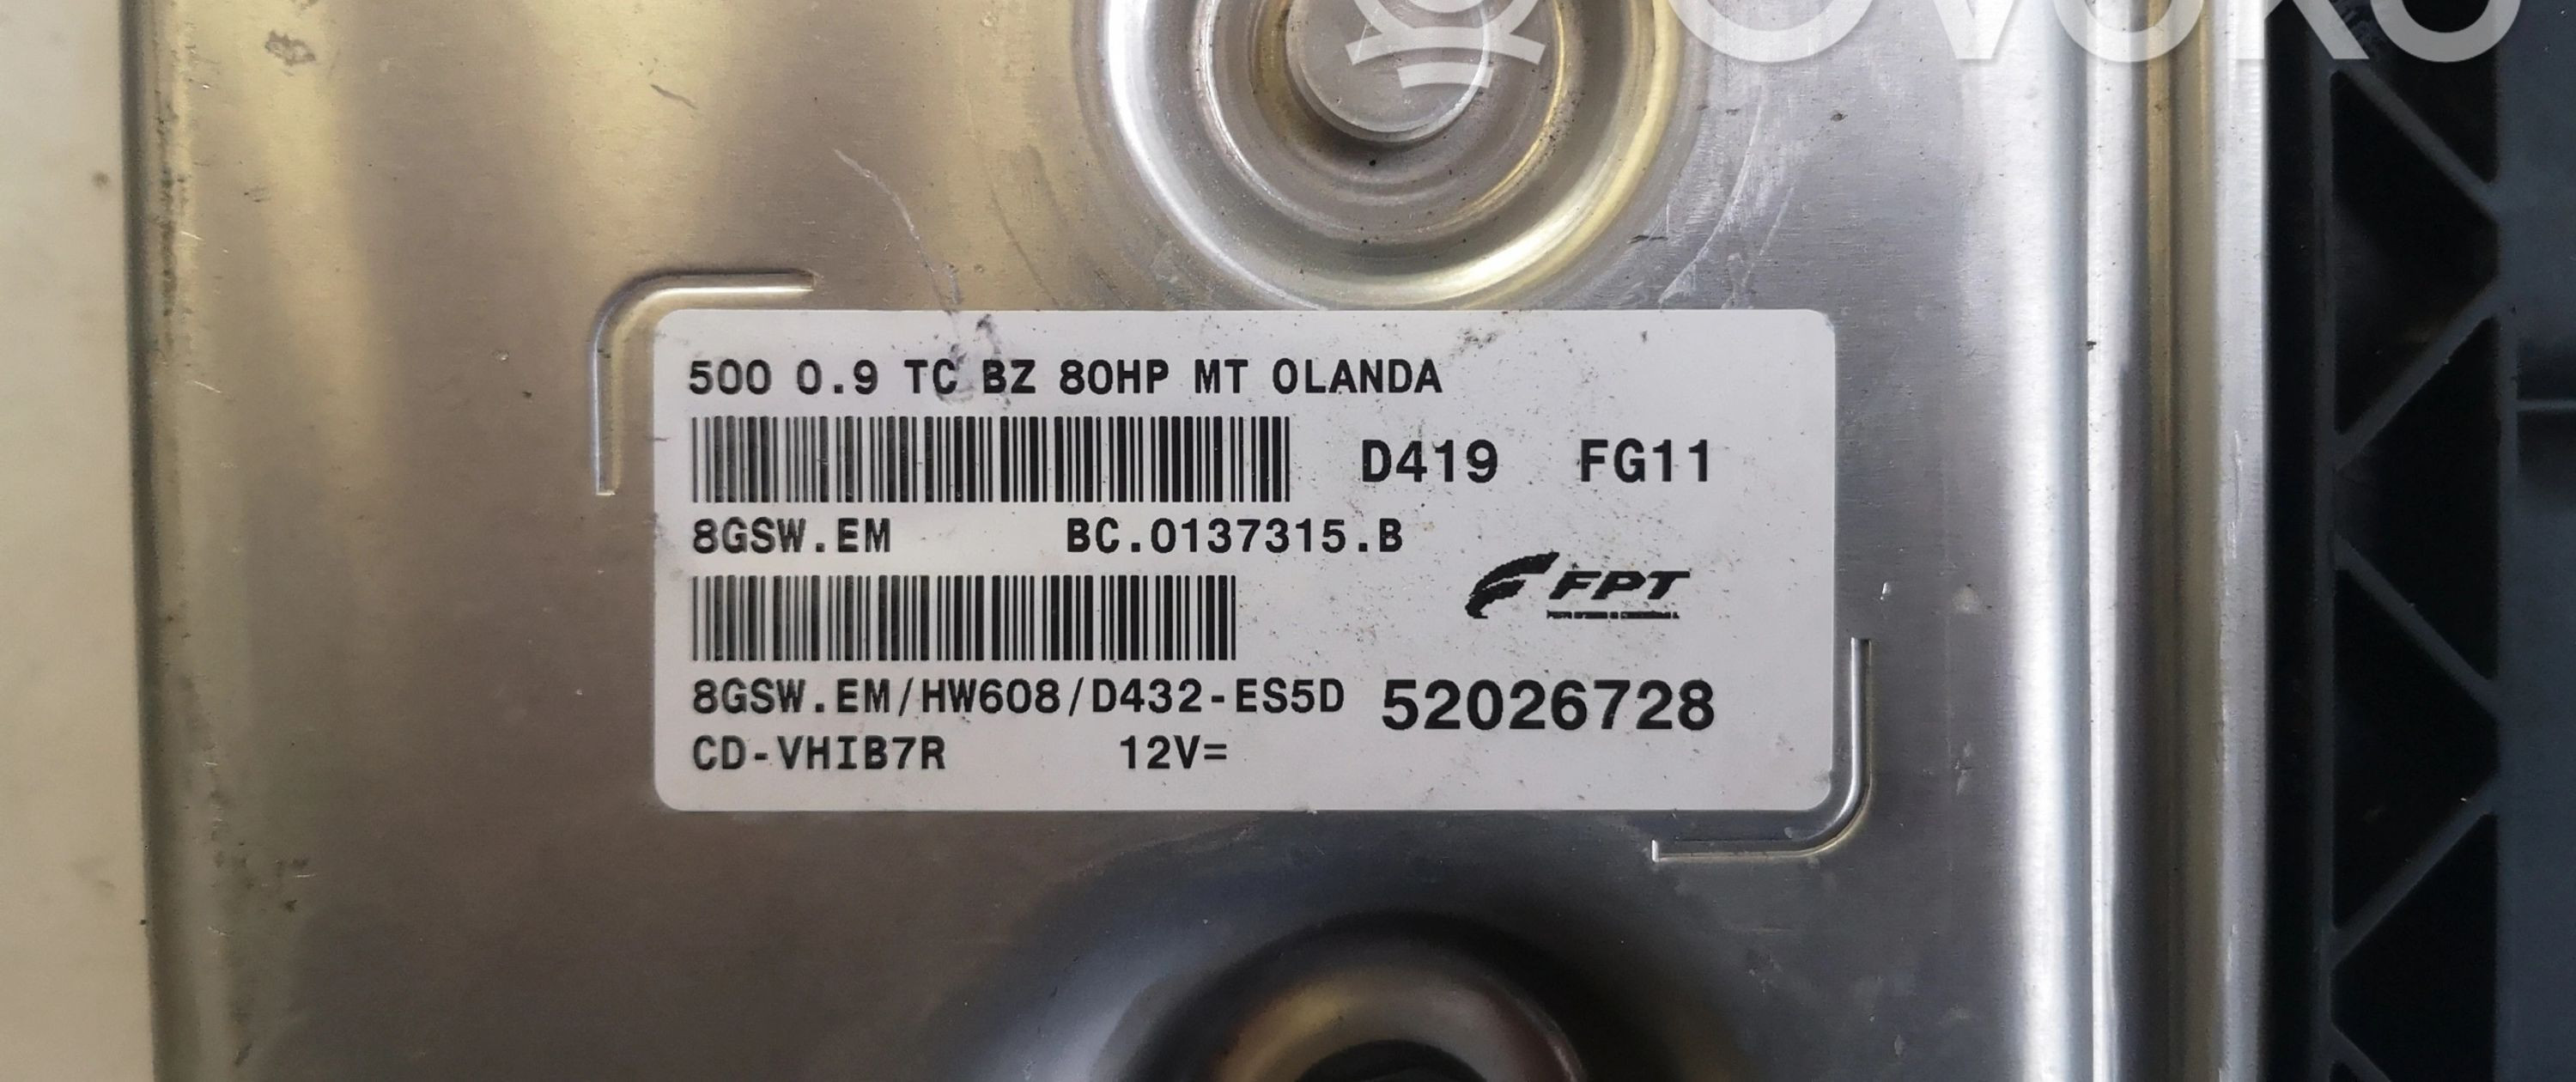 500 0.9 TC BZ 80HP MT OLANDA
D419 FG11
8GSW.EM BC.0137315.B
FPT
8GSW.EM/HW608/D432-ES5D 52026728
CD-VHIB7R 12V=